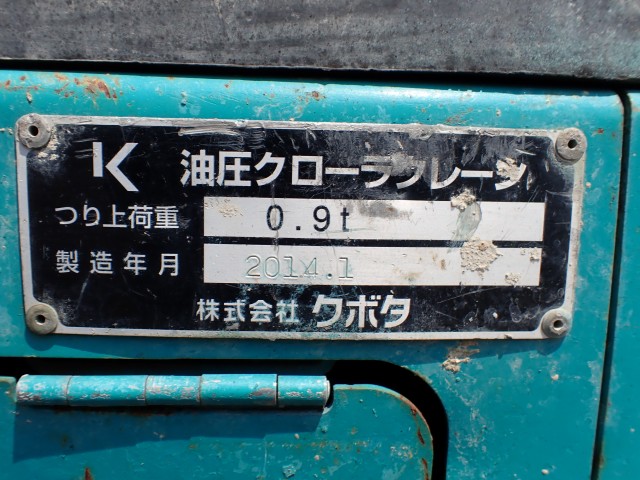 K 油圧クローラクレーン
つり上荷重 0.9t
製造年月 2014.1
株式会社 クボタ